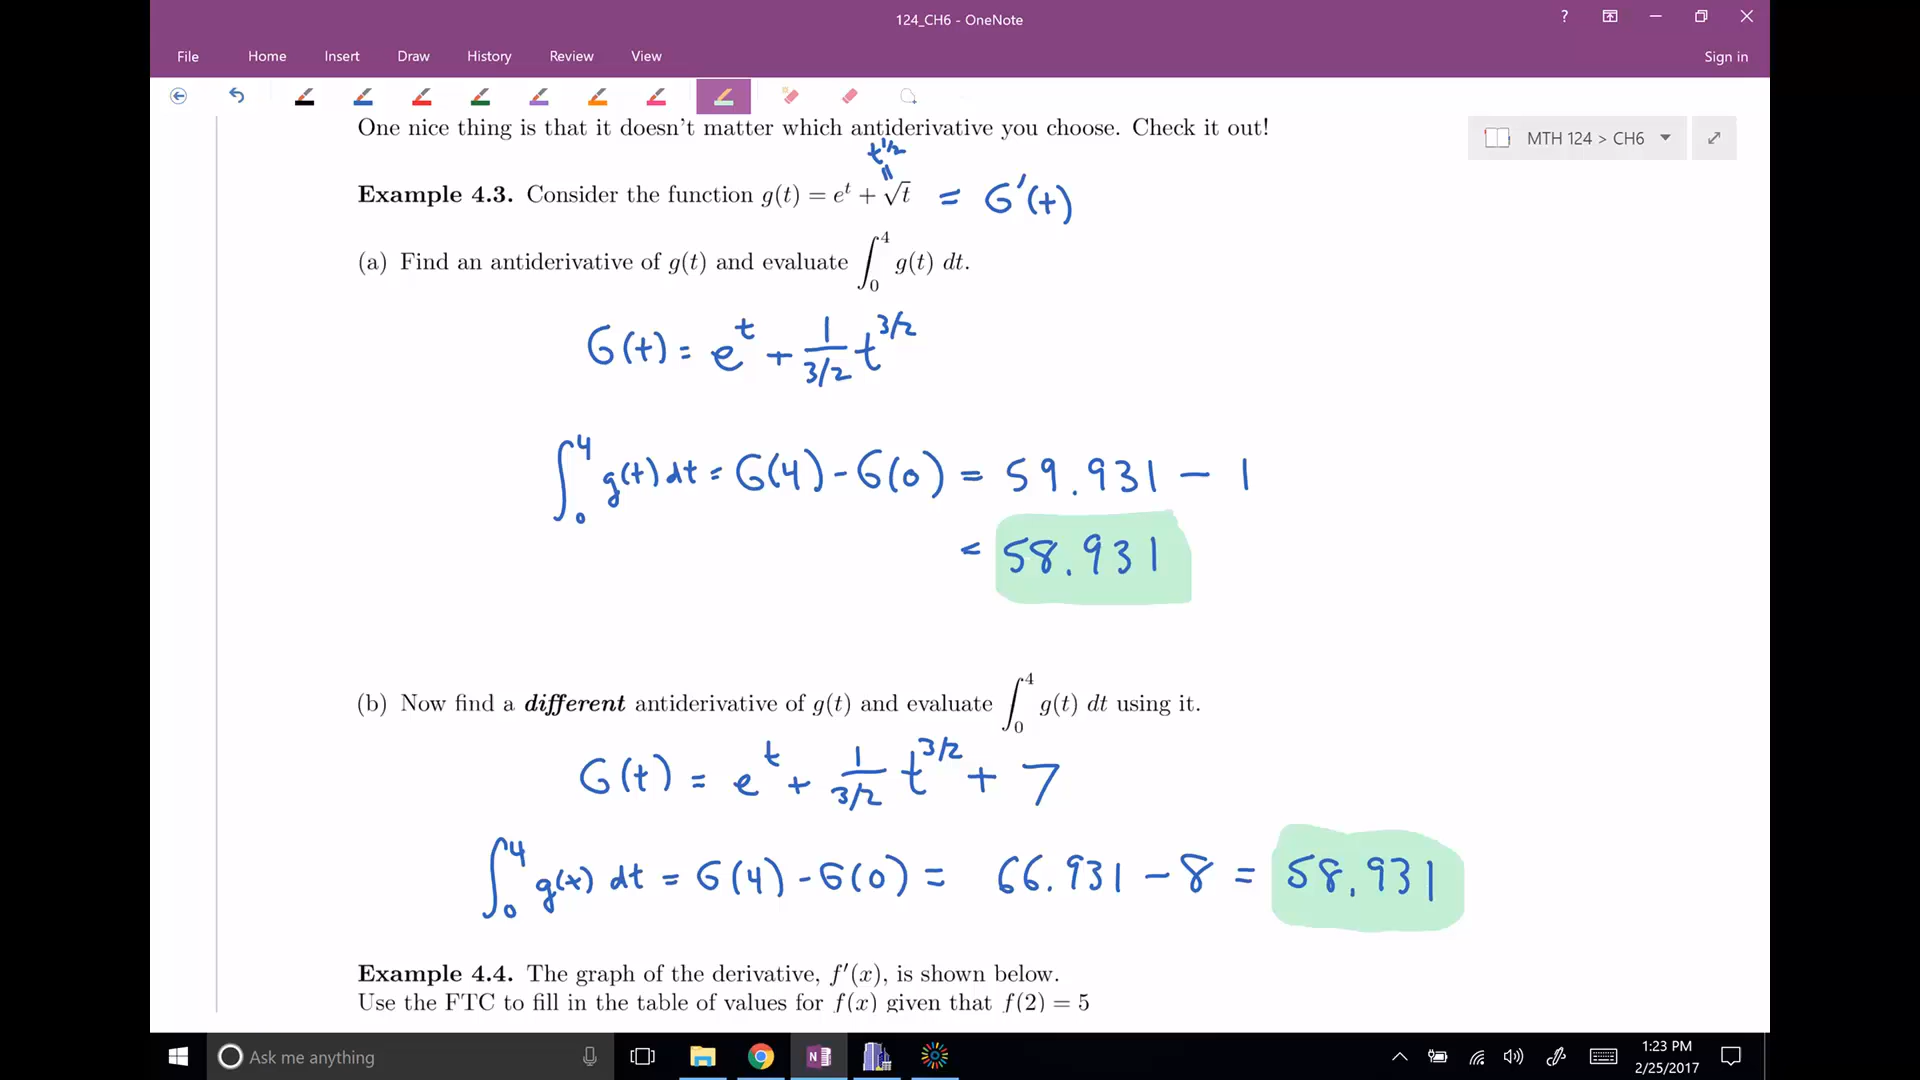 124_CH6 - OneNote
?
File Home Insert Draw History Review View Sign in
MTH 124 > CH6
One nice thing is that it doesn't matter which antiderivative you choose. Check it out!
t^{1/2}
=
Example 4.3. Consider the function g(t) = e^t + √t = G'(t)
(a) Find an antiderivative of g(t) and evaluate ∫_0^4 g(t) dt.
G(t) = e^t + \frac{1}{3/2} t^{3/2}
∫_0^4 g(t) dt = G(4) - G(0) = 59.931 - 1
= 58.931
(b) Now find a different antiderivative of g(t) and evaluate ∫_0^4 g(t) dt using it.
G(t) = e^t + \frac{1}{3/2} t^{3/2} + 7
∫_0^4 g(x) dt = G(4) - G(0) = 66.931 - 8 = 58.931
Example 4.4. The graph of the derivative, f'(x), is shown below.
Use the FTC to fill in the table of values for f(x) given that f(2) = 5
Ask me anything
N
1:23 PM
2/25/2017